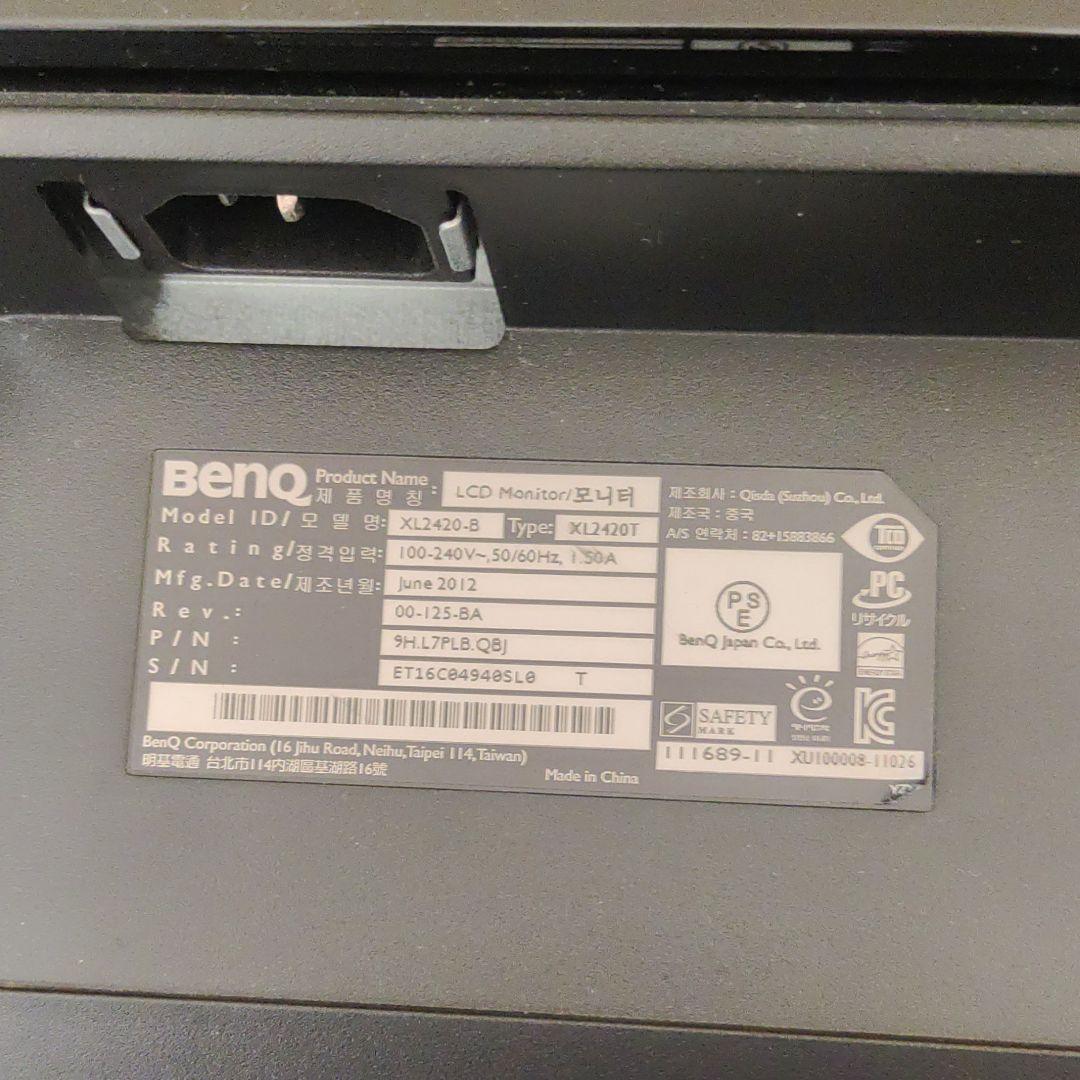 BenQ
Product Name
제 품 명 칭 : LCD Monitor/모니터
Model ID/모 델 명: XL2420-B Type: XL2420T
Rating/정격입력: 100-240V~,50/60Hz, 1.50A
Mfg.Date/제조년월: June 2012
Rev.: 00-125-BA
P/N : 9H.L7PLB.QBJ
S/N : ET16C04940SL0 T
BenQ Corporation (16 Jihu Road, Neihu,Taipei 114,Taiwan)
明基電通 台北市114內湖區基湖路16號
Made in China
제조회사 : Qisda (Suzhou) Co., Ltd.
제조국 : 중국
A/S 연락처 : 82+15883866
TCO
PSE
BenQ Japan Co., Ltd.
PC
リサイクル
ENERGY STAR
SAFETY
MARK
KC
111689-11 XU100008-11026